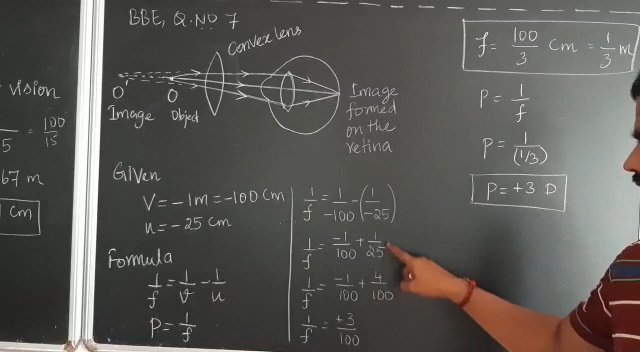 vision
5 = 100/15
67 m
1 cm
BBE, Q.NO 7
Convex lens
O' O
Image Object
Image
formed
on the
retina
Given
V = -1m = -100 cm
u = -25 cm
Formula
1/f = 1/v - 1/u
P = 1/f
1/f = 1/-100 - (1/-25)
1/f = -1/100 + 1/25
1/f = -1/100 + 4/100
1/f = +3/100
f = 100/3 cm = 1/3 m
P = 1/f
P = 1/(1/3)
P = +3 D